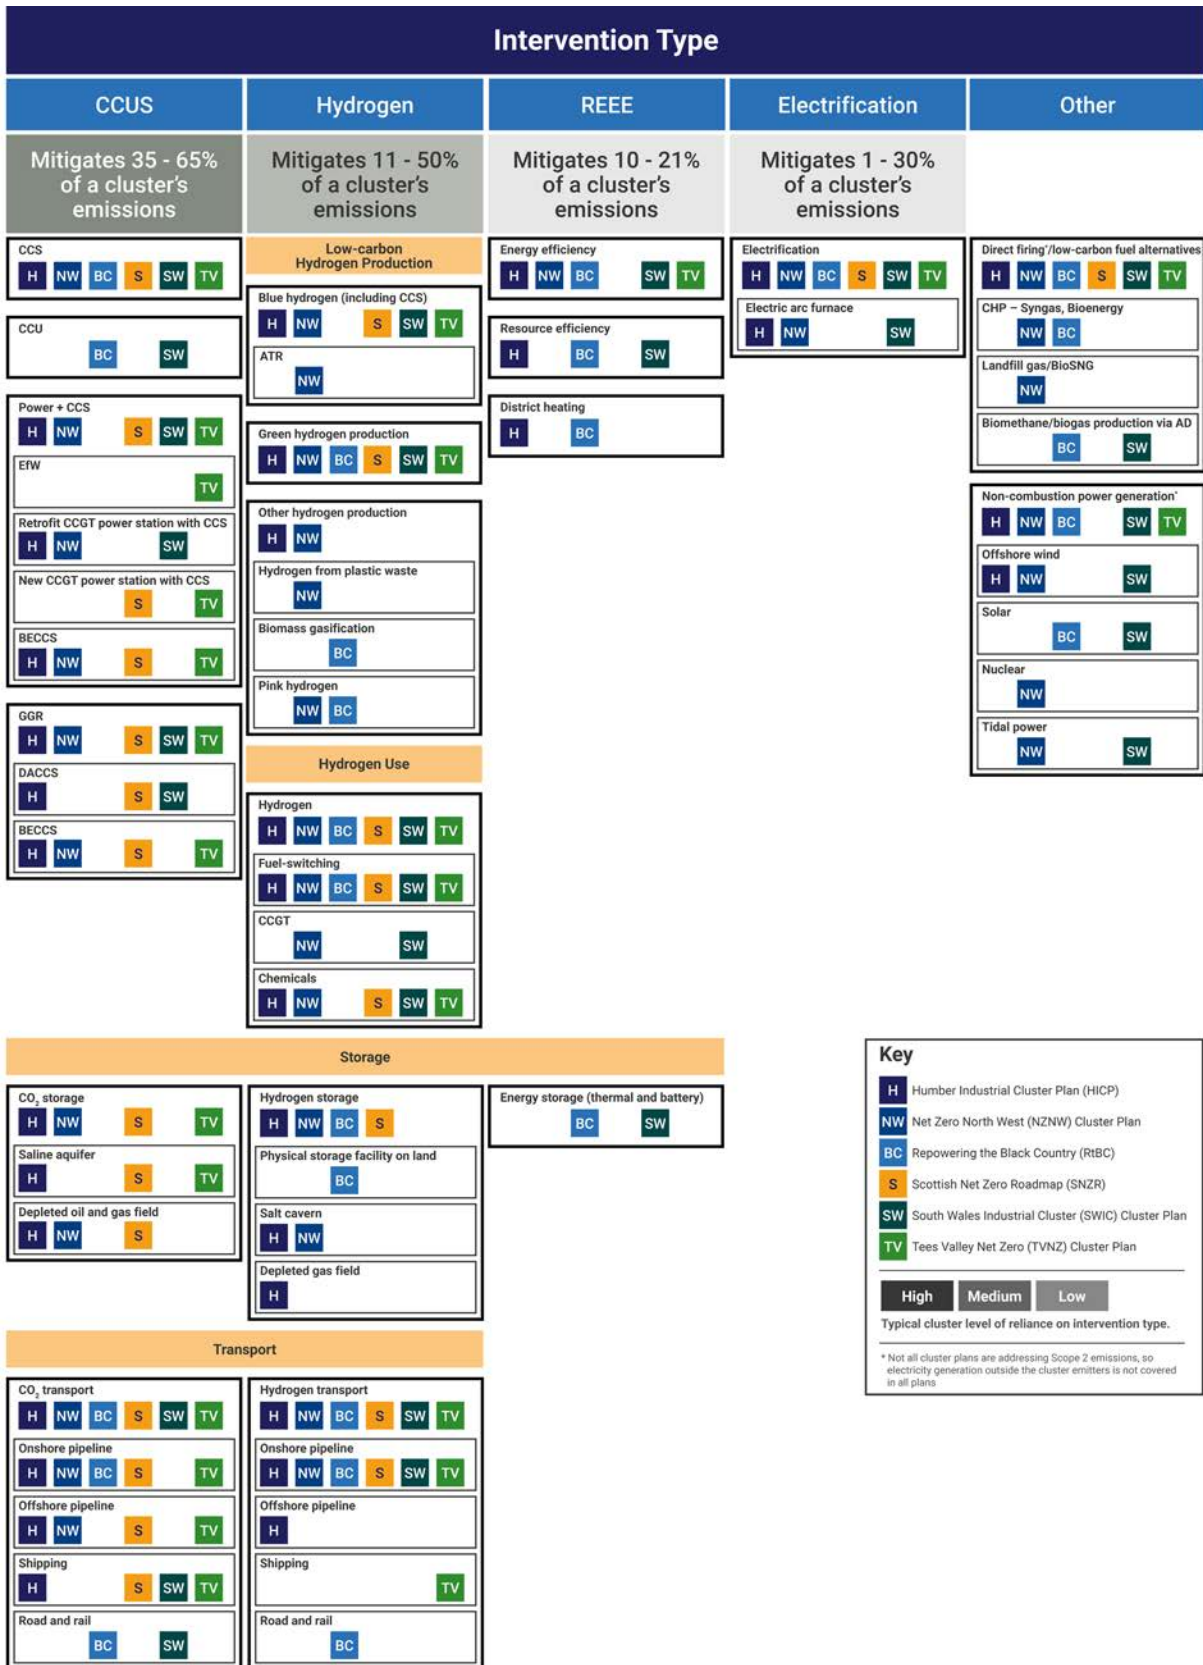 Intervention Type
CCUS
Mitigates 35 - 65%
of a cluster's
emissions
CCS
H NW BC S SW TV
CCU
BC SW
Power + CCS
H NW S SW TV
EfW
TV
Retrofit CCGT power station with CCS
H NW SW
New CCGT power station with CCS
S TV
BECCS
H NW S TV
GGR
H NW S SW TV
DACCS
H S SW
BECCS
H NW S TV
Hydrogen
Mitigates 11 - 50%
of a cluster's
emissions
Low-carbon
Hydrogen Production
Blue hydrogen (including CCS)
H NW S SW TV
ATR
NW
Green hydrogen production
H NW BC S SW TV
Other hydrogen production
H NW
Hydrogen from plastic waste
NW
Biomass gasification
BC
Pink hydrogen
NW BC
Hydrogen Use
Hydrogen
H NW BC S SW TV
Fuel-switching
H NW BC S SW TV
CCGT
NW SW
Chemicals
H NW S SW TV
REEE
Mitigates 10 - 21%
of a cluster's
emissions
Energy efficiency
H NW BC SW TV
Resource efficiency
H BC SW
District heating
H BC
Electrification
Mitigates 1 - 30%
of a cluster's
emissions
Electrification
H NW BC S SW TV
Electric arc furnace
H NW SW
Other
Direct firing*/low-carbon fuel alternatives
H NW BC S SW TV
CHP – Syngas, Bioenergy
NW BC
Landfill gas/BioSNG
NW
Biomethane/biogas production via AD
BC SW
Non-combustion power generation*
H NW BC SW TV
Offshore wind
H NW SW
Solar
BC SW
Nuclear
NW
Tidal power
NW SW
Storage
CO₂ storage
H NW S TV
Saline aquifer
H S TV
Depleted oil and gas field
H NW S
Hydrogen storage
H NW BC S
Physical storage facility on land
BC
Salt cavern
H NW
Depleted gas field
H
Energy storage (thermal and battery)
BC SW
Transport
CO₂ transport
H NW BC S SW TV
Onshore pipeline
H NW BC S TV
Offshore pipeline
H NW S TV
Shipping
H S SW TV
Road and rail
BC SW
Hydrogen transport
H NW BC S SW TV
Onshore pipeline
H NW BC S SW TV
Offshore pipeline
H
Shipping
TV
Road and rail
BC
Key
H Humber Industrial Cluster Plan (HICP)
NW Net Zero North West (NZNW) Cluster Plan
BC Repowering the Black Country (RtBC)
S Scottish Net Zero Roadmap (SNZR)
SW South Wales Industrial Cluster (SWIC) Cluster Plan
TV Tees Valley Net Zero (TVNZ) Cluster Plan
High Medium Low
Typical cluster level of reliance on intervention type.
* Not all cluster plans are addressing Scope 2 emissions, so
electricity generation outside the cluster emitters is not covered
in all plans